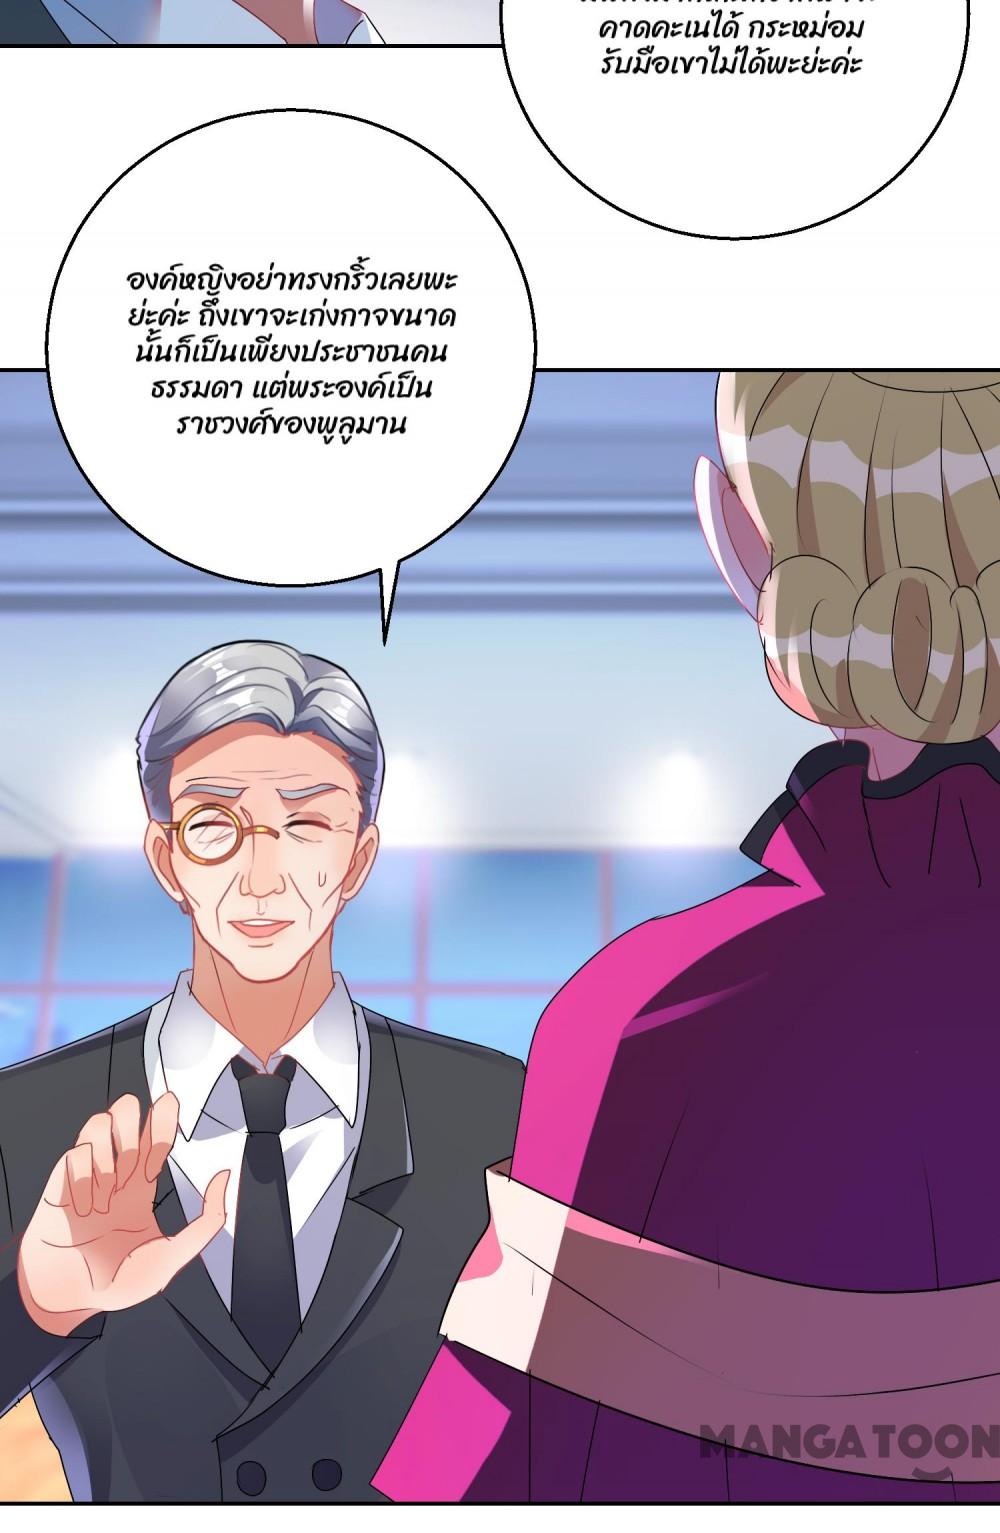 คาดคะเนได้ กระหม่อม
รับมือเขาไม่ได้พะย่ะค่ะ
องค์หญิงอย่าทรงกริ้วเลยพะ
ย่ะค่ะ ถึงเขาจะเก่งกาจขนาด
นั้นก็เป็นเพียงประชาชนคน
ธรรมดา แต่พระองค์เป็น
ราชวงศ์ของพูลูมาน
MANGATOON